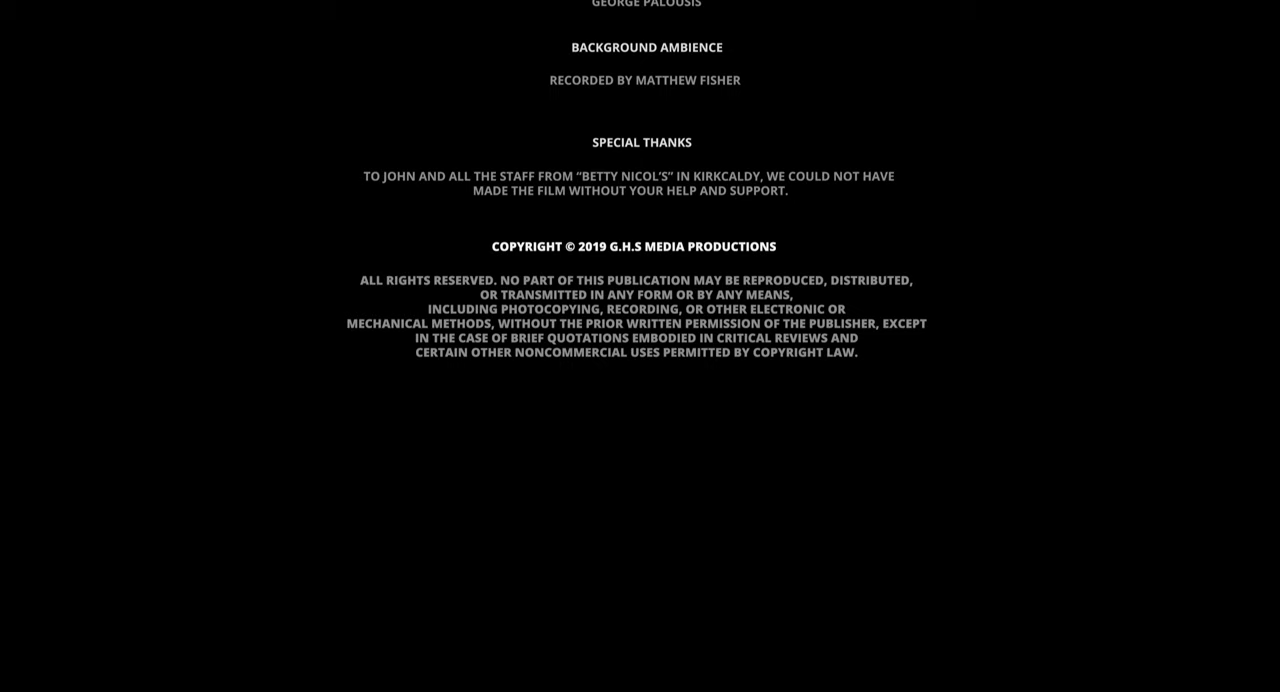 GEORGE PALOUSIS
BACKGROUND AMBIENCE
RECORDED BY MATTHEW FISHER
SPECIAL THANKS
TO JOHN AND ALL THE STAFF FROM “BETTY NICOL’S” IN KIRKCALDY, WE COULD NOT HAVE
MADE THE FILM WITHOUT YOUR HELP AND SUPPORT.
COPYRIGHT © 2019 G.H.S MEDIA PRODUCTIONS
ALL RIGHTS RESERVED. NO PART OF THIS PUBLICATION MAY BE REPRODUCED, DISTRIBUTED,
OR TRANSMITTED IN ANY FORM OR BY ANY MEANS,
INCLUDING PHOTOCOPYING, RECORDING, OR OTHER ELECTRONIC OR
MECHANICAL METHODS, WITHOUT THE PRIOR WRITTEN PERMISSION OF THE PUBLISHER, EXCEPT
IN THE CASE OF BRIEF QUOTATIONS EMBODIED IN CRITICAL REVIEWS AND
CERTAIN OTHER NONCOMMERCIAL USES PERMITTED BY COPYRIGHT LAW.